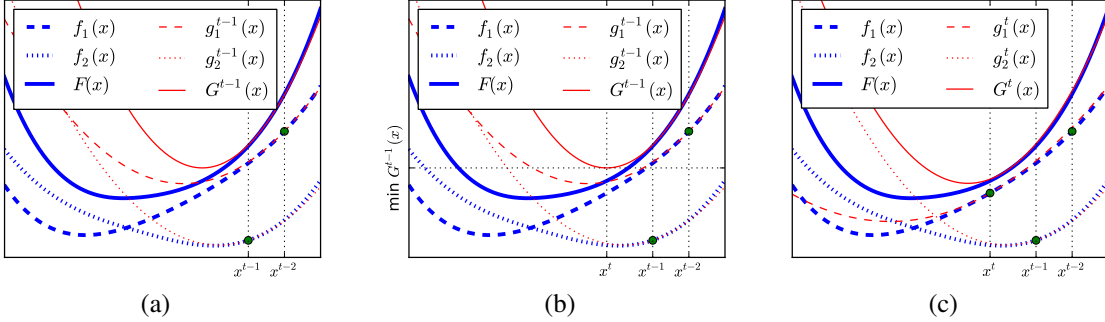 f₁(x) g₁ᵗ⁻¹(x)
f₂(x) g₂ᵗ⁻¹(x)
F(x) Gᵗ⁻¹(x)
xᵗ⁻¹ xᵗ⁻²
(a)
f₁(x) g₁ᵗ⁻¹(x)
f₂(x) g₂ᵗ⁻¹(x)
F(x) Gᵗ⁻¹(x)
min Gᵗ⁻¹(x)
xᵗ xᵗ⁻¹ xᵗ⁻²
(b)
f₁(x) g₁ᵗ(x)
f₂(x) g₂ᵗ(x)
F(x) Gᵗ(x)
xᵗ xᵗ⁻¹ xᵗ⁻²
(c)